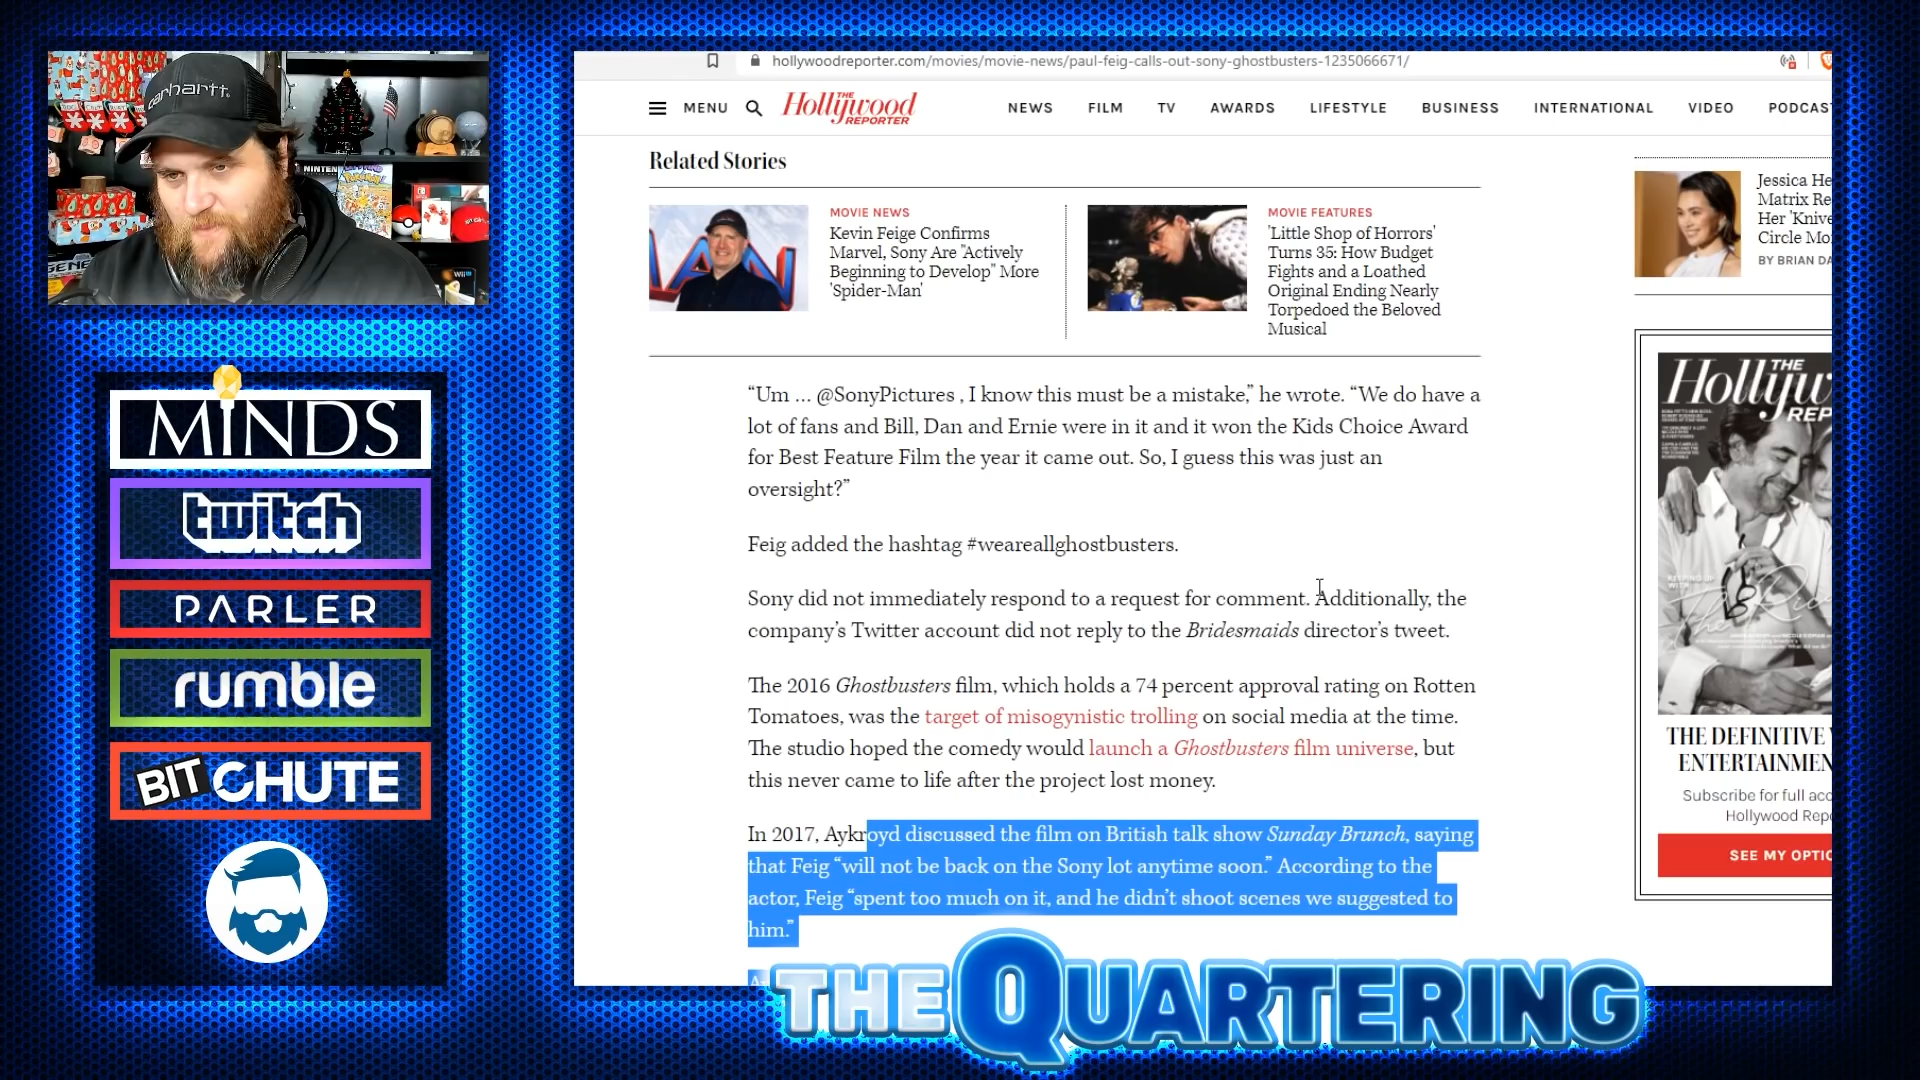 carhartt
NINTEN
MINDS
twitch
PARLER
rumble
BITCHUTE
hollywoodreporter.com/movies/movie-news/paul-feig-calls-out-sony-ghostbusters-1235066671/
MENU
THE
Hollywood
REPORTER
NEWS FILM TV AWARDS LIFESTYLE BUSINESS INTERNATIONAL VIDEO PODCAST
Related Stories
MOVIE NEWS
Kevin Feige Confirms
Marvel, Sony Are "Actively
Beginning to Develop" More
'Spider-Man'
MOVIE FEATURES
'Little Shop of Horrors'
Turns 35: How Budget
Fights and a Loathed
Original Ending Nearly
Torpedoed the Beloved
Musical
“Um … @SonyPictures , I know this must be a mistake,” he wrote. “We do have a
lot of fans and Bill, Dan and Ernie were in it and it won the Kids Choice Award
for Best Feature Film the year it came out. So, I guess this was just an
oversight?”
Feig added the hashtag #weareallghostbusters.
Sony did not immediately respond to a request for comment. Additionally, the
company’s Twitter account did not reply to the Bridesmaids director’s tweet.
The 2016 Ghostbusters film, which holds a 74 percent approval rating on Rotten
Tomatoes, was the target of misogynistic trolling on social media at the time.
The studio hoped the comedy would launch a Ghostbusters film universe, but
this never came to life after the project lost money.
In 2017, Aykroyd discussed the film on British talk show Sunday Brunch, saying
that Feig “will not be back on the Sony lot anytime soon.” According to the
actor, Feig “spent too much on it, and he didn’t shoot scenes we suggested to
him.”
Jessica He
Matrix Re
Her 'Knive
Circle Mo
BY BRIAN DA
THE
Hollyw
REP
THE DEFINITIVE
ENTERTAINMEN
Subscribe for full acc
Hollywood Rep
SEE MY OPTIO
THE QUARTERING